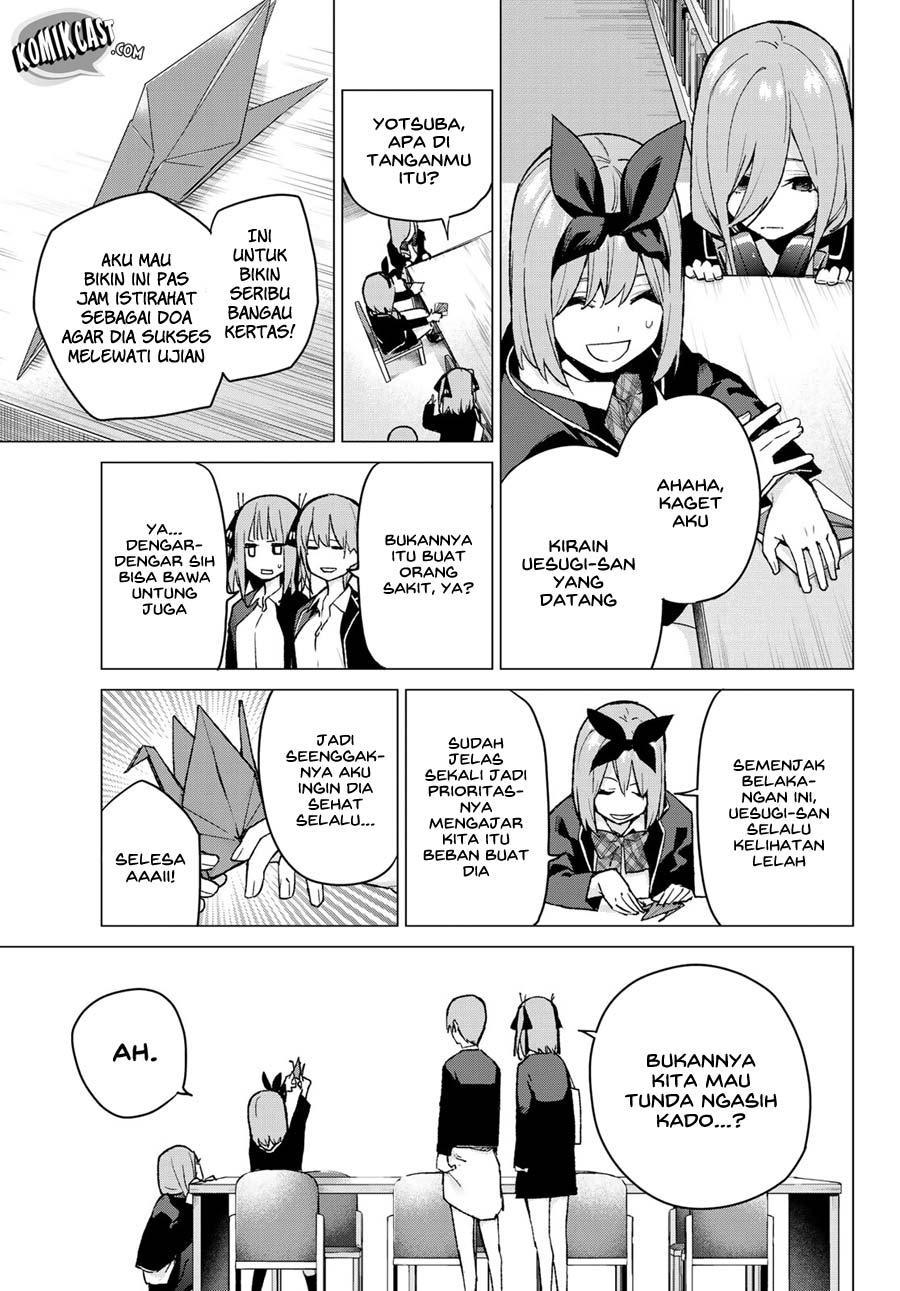 KOMIKCAST
.COM
AHAHA,
KAGET
AKU
KIRAIN
UESUGI-SAN
YANG
DATANG
YOTSUBA,
APA DI
TANGANMU
ITU?
INI
UNTUK
BIKIN
SERIBU
BANGAU
KERTAS!
AKU MAU
BIKIN INI PAS
JAM ISTIRAHAT
SEBAGAI DOA
AGAR DIA SUKSES
MELEWATI UJIAN
BUKANNYA
ITU BUAT
ORANG
SAKIT, YA?
YA...
DENGAR-
DENGAR SIH
BISA BAWA
UNTUNG
JUGA
SEMENJAK
BELAKA-
NGAN INI,
UESUGI-SAN
SELALU
KELIHATAN
LELAH
SUDAH
JELAS
SEKALI JADI
PRIORITAS-
NYA
MENGAJAR
KITA ITU
BEBAN BUAT
DIA
JADI
SEENGGAK-
NYA AKU
INGIN DIA
SEHAT
SELALU...
SELESA
AAAII!
BUKANNYA
KITA MAU
TUNDA NGASIH
KADO...?
AH.